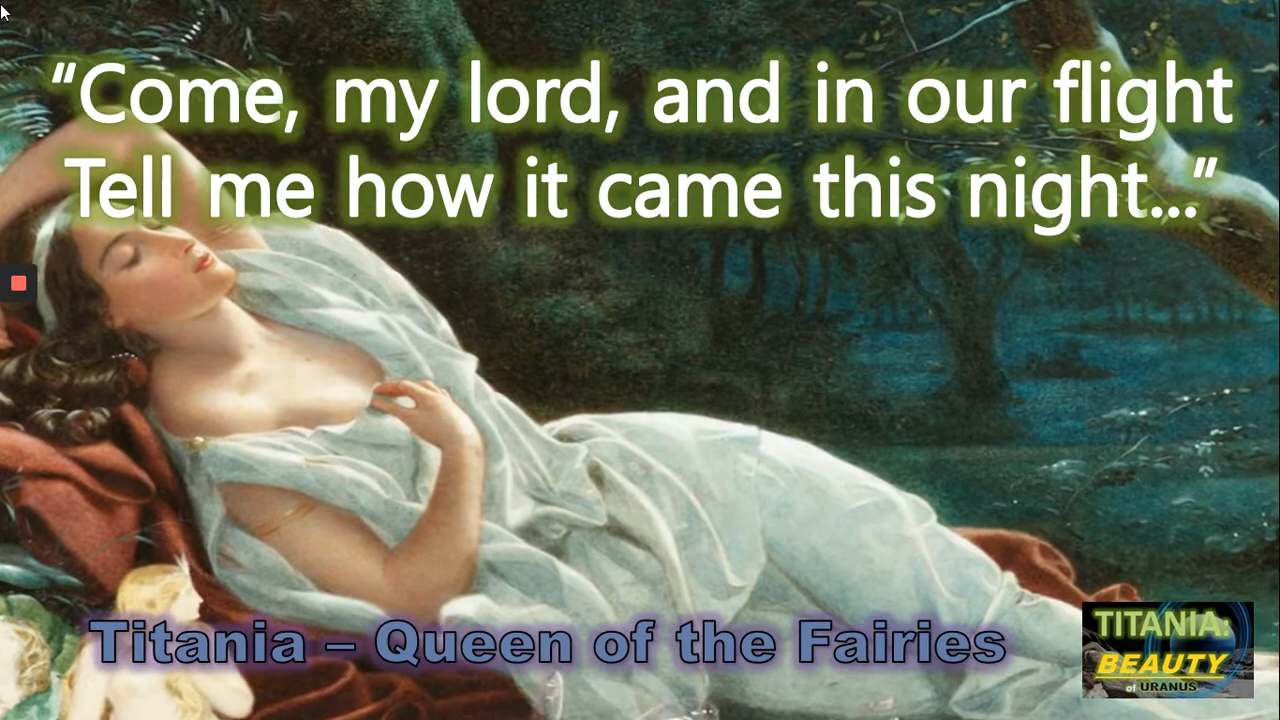 “Come, my lord, and in our flight
Tell me how it came this night...”
Titania – Queen of the Fairies
TITANIA:
BEAUTY
of URANUS